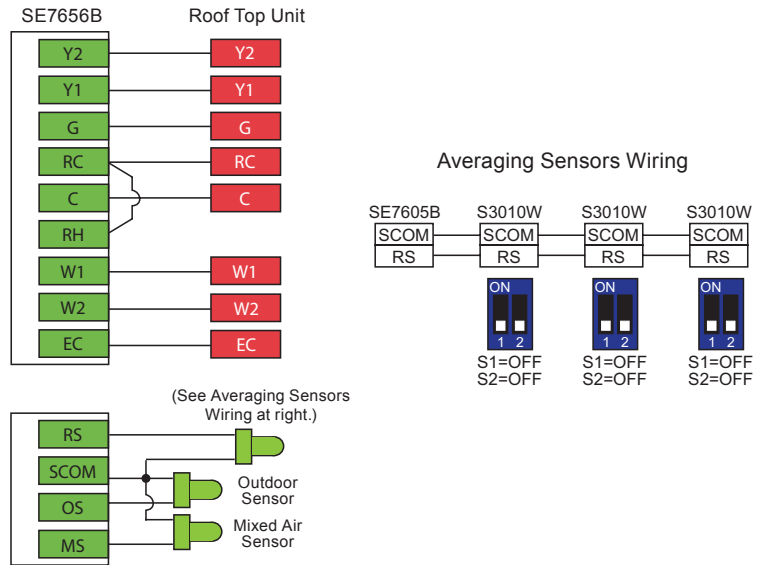 SE7656B Roof Top Unit
Y2 Y2
Y1 Y1
G G
RC RC
C C
RH
W1 W1
W2 W2
EC EC
(See Averaging Sensors
Wiring at right.)
RS
SCOM
OS
MS
Outdoor
Sensor
Mixed Air
Sensor
Averaging Sensors Wiring
SE7605B S3010W S3010W S3010W
SCOM SCOM SCOM SCOM
RS RS RS RS
ON ON ON
1 2 1 2 1 2
S1=OFF S1=OFF S1=OFF
S2=OFF S2=OFF S2=OFF